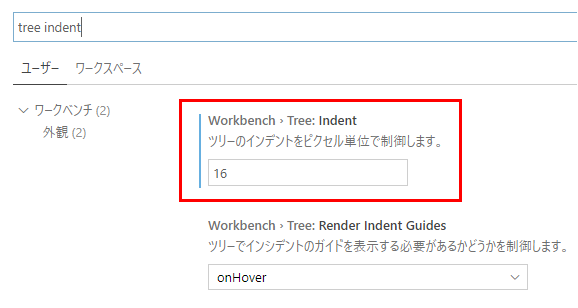 tree indent
ユーザー ワークスペース
ワークベンチ (2)
外観 (2)
Workbench › Tree: Indent
ツリーのインデントをピクセル単位で制御します。
16
Workbench › Tree: Render Indent Guides
ツリーでインシデントのガイドを表示する必要があるかどうかを制御します。
onHover